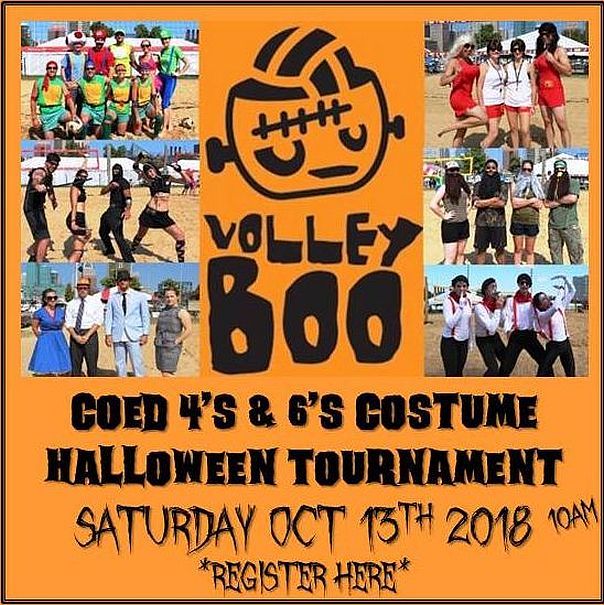 VOLLEY
BOO
COED 4'S & 6'S COSTUME
HALLOWEEN TOURNAMENT
SATURDAY OCT 13TH 2018 10AM
*REGISTER HERE*